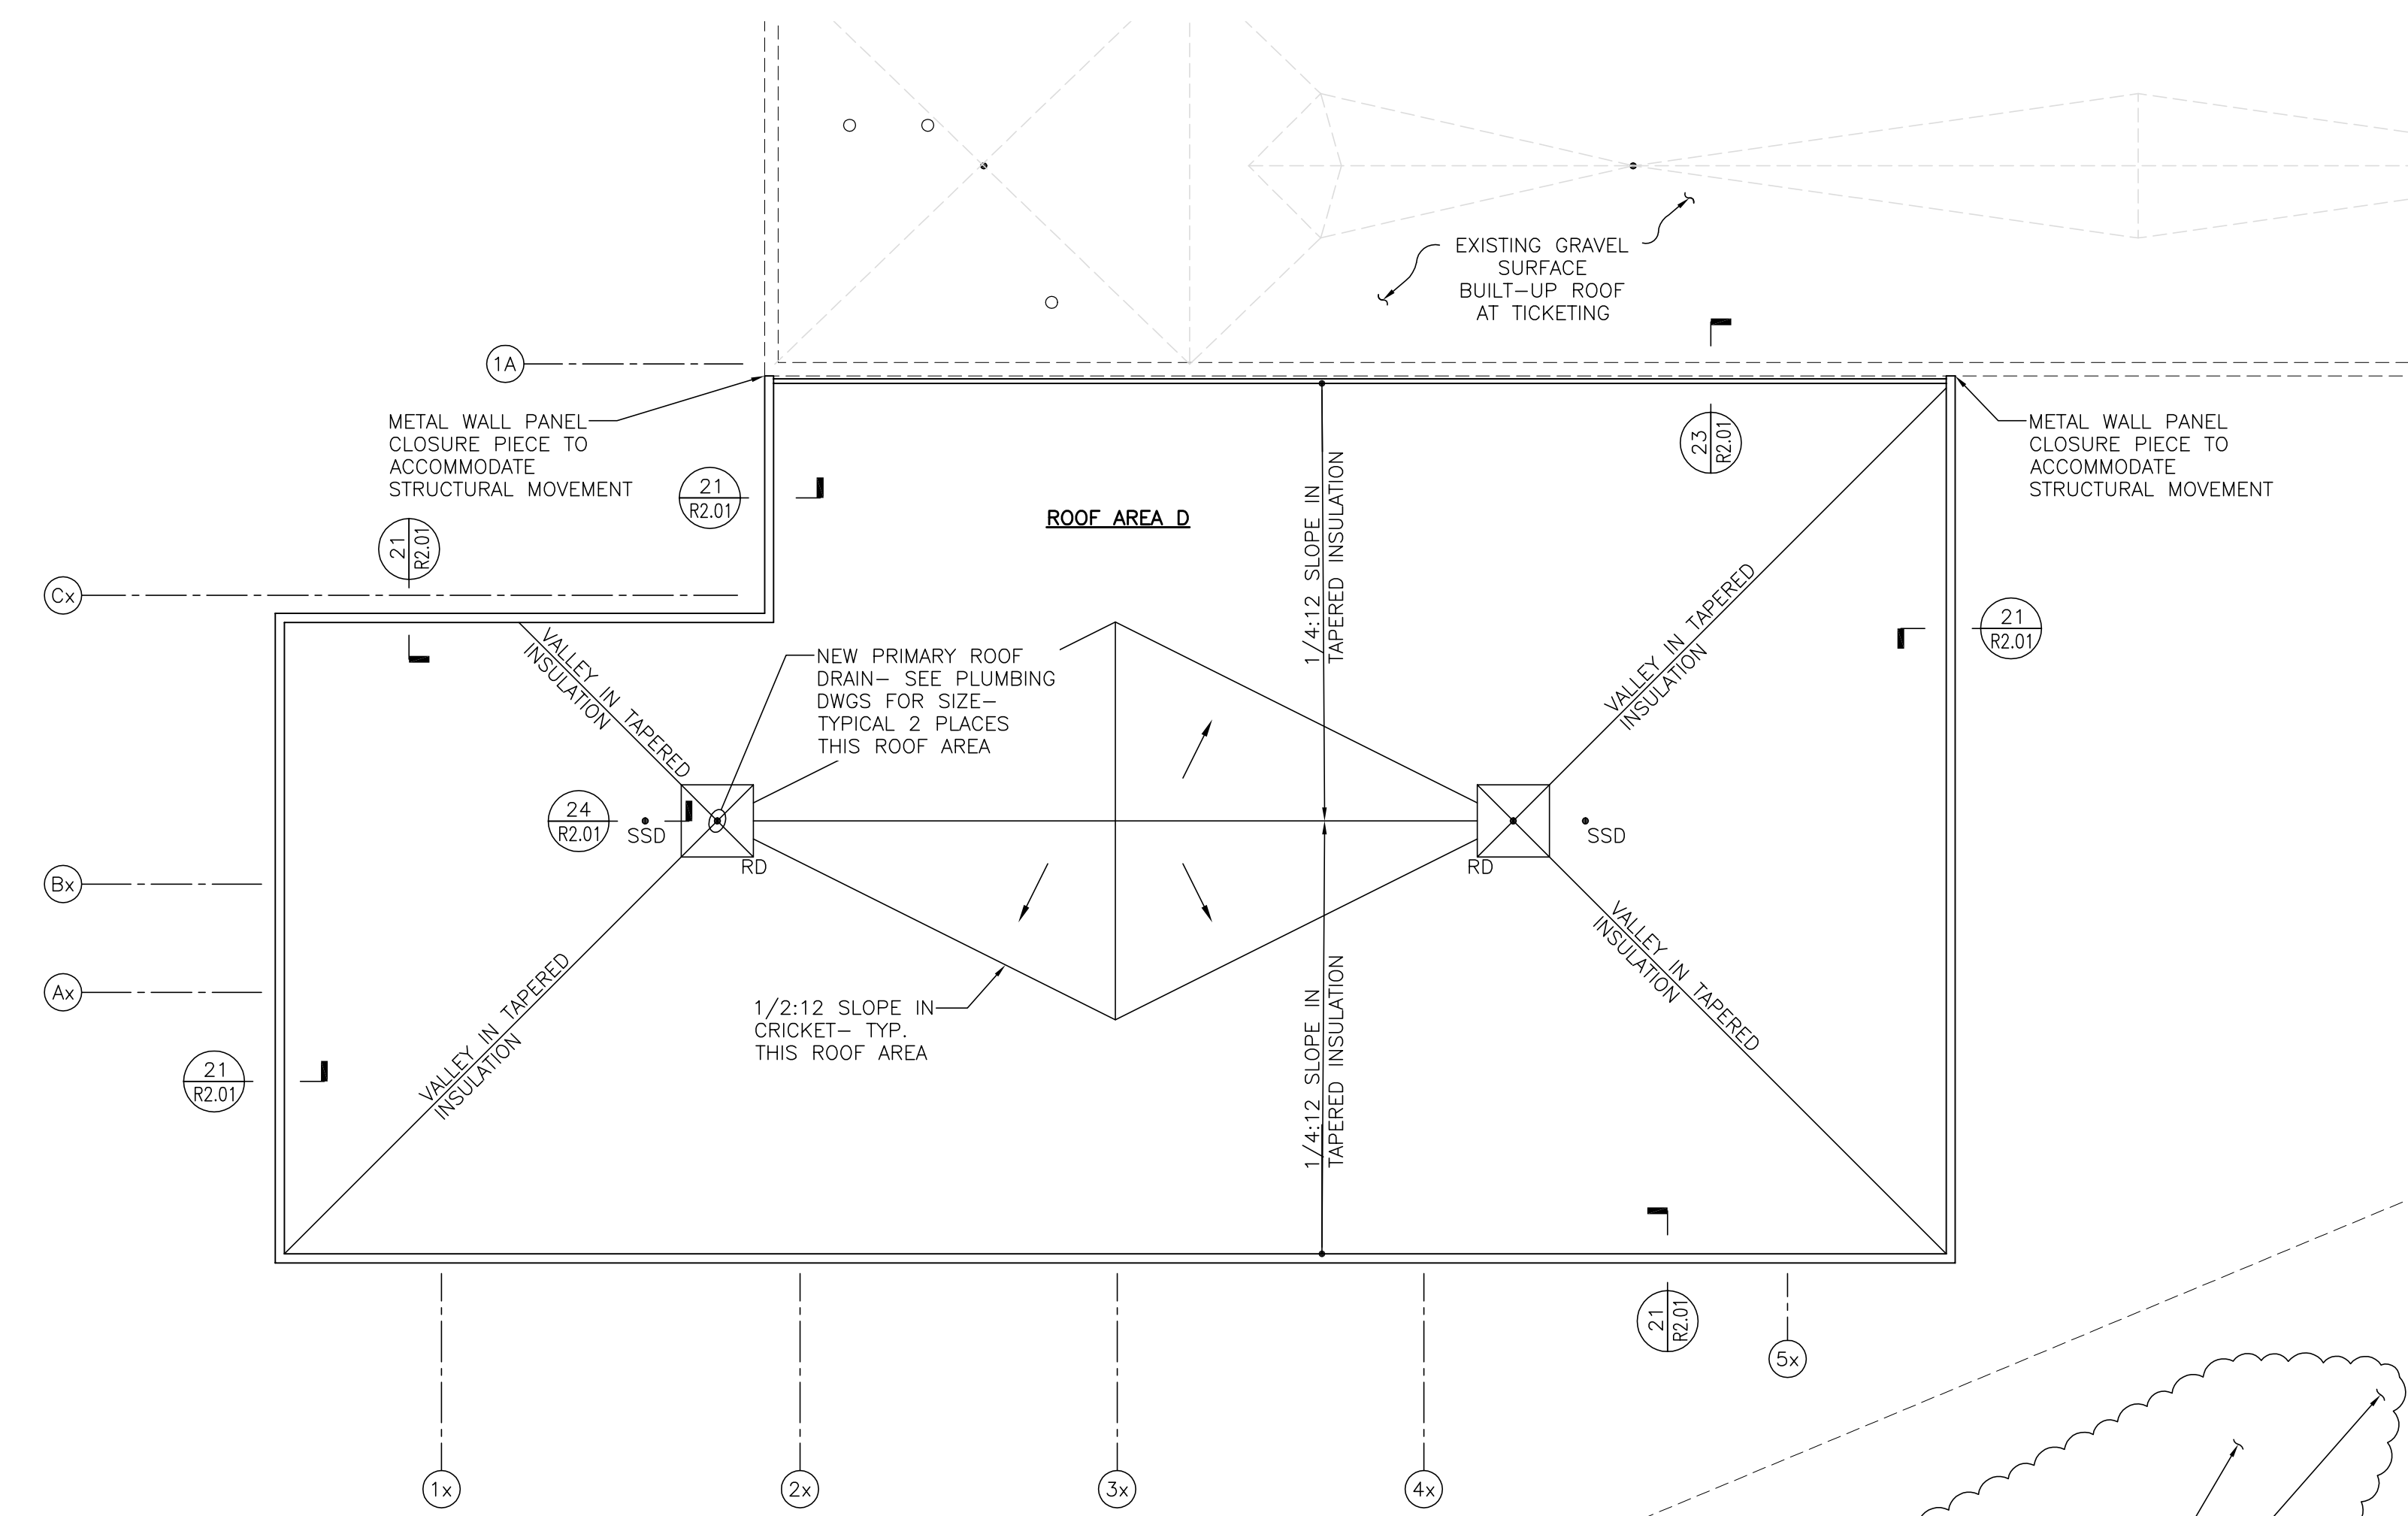 EXISTING GRAVEL
SURFACE
BUILT-UP ROOF
AT TICKETING
1A
METAL WALL PANEL
CLOSURE PIECE TO
ACCOMMODATE
STRUCTURAL MOVEMENT
21
R2.01
21
R2.01
23
R2.01
METAL WALL PANEL
CLOSURE PIECE TO
ACCOMMODATE
STRUCTURAL MOVEMENT
ROOF AREA D
1/4:12 SLOPE IN
TAPERED INSULATION
Cx
VALLEY IN TAPERED
INSULATION
NEW PRIMARY ROOF
DRAIN- SEE PLUMBING
DWGS FOR SIZE-
TYPICAL 2 PLACES
THIS ROOF AREA
VALLEY IN TAPERED
INSULATION
21
R2.01
24
R2.01
SSD
RD
RD
SSD
Bx
Ax
VALLEY IN TAPERED
INSULATION
1/2:12 SLOPE IN
CRICKET- TYP.
THIS ROOF AREA
1/4:12 SLOPE IN
TAPERED INSULATION
VALLEY IN TAPERED
INSULATION
21
R2.01
21
R2.01
5x
1x
2x
3x
4x